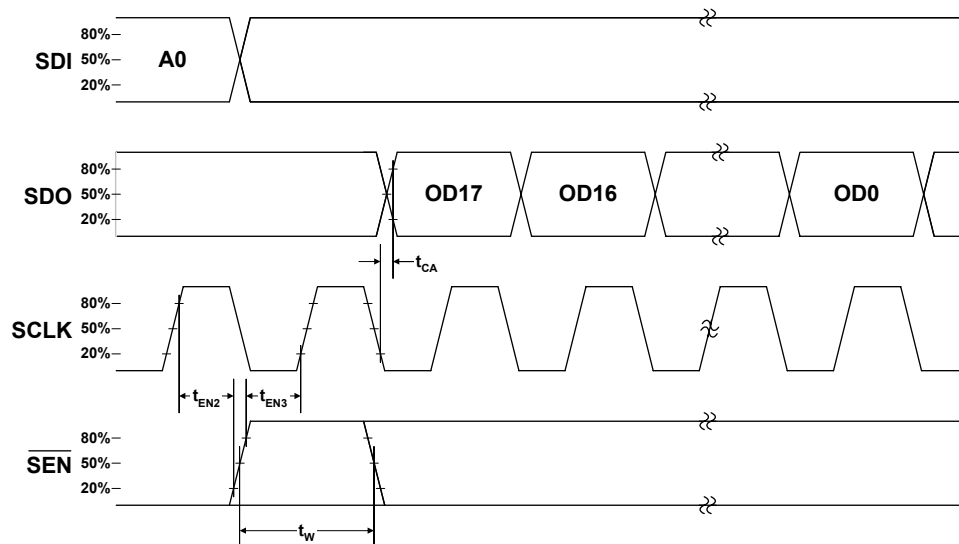 80%
SDI 50% A0
20%
80%
SDO 50% OD17 OD16 OD0
20%
tCA
80%
SCLK 50%
20%
tEN2 tEN3
80%
SEN 50%
20%
tW